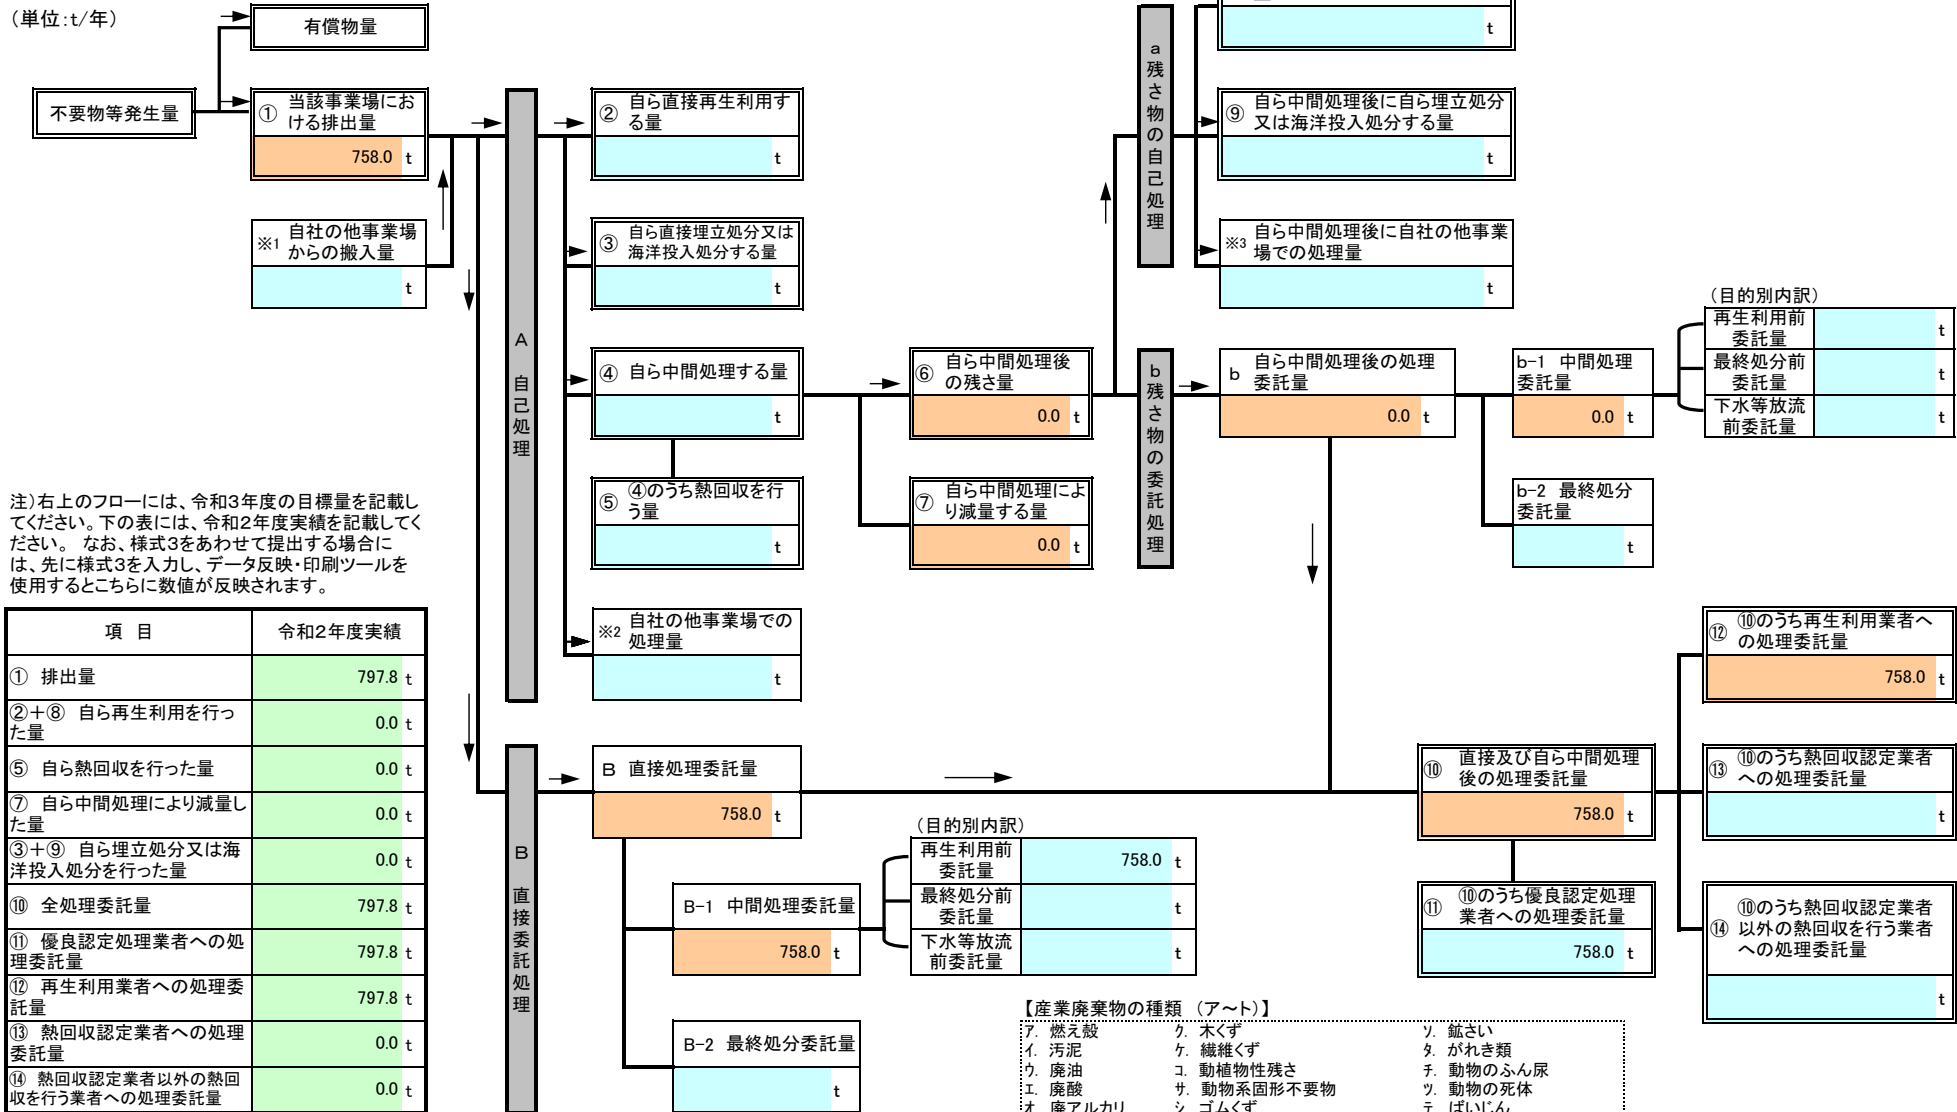 （単位：t/年）
有償物量
不要物等発生量
① 当該事業場にお
ける排出量
758.0 t
※1 自社の他事業場
からの搬入量
t
A 自己処理
② 自ら直接再生利用す
る量
t
③ 自ら直接埋立処分又は
海洋投入処分する量
t
④ 自ら中間処理する量
t
⑤ ④のうち熱回収を行
う量
t
※2 自社の他事業場での
処理量
t
⑥ 自ら中間処理後
の残さ量
0.0 t
⑦ 自ら中間処理によ
り減量する量
0.0 t
a 残さ物の自己処理
t
⑨ 自ら中間処理後に自ら埋立処分
又は海洋投入処分する量
t
※3 自ら中間処理後に自社の他事業
場での処理量
t
b 残さ物の委託処理
b 自ら中間処理後の処理
委託量
0.0 t
b-1 中間処理
委託量
0.0 t
b-2 最終処分
委託量
t
（目的別内訳）
再生利用前
委託量
t
最終処分前
委託量
t
下水等放流
前委託量
t
注）右上のフローには、令和3年度の目標量を記載し
てください。下の表には、令和2年度実績を記載してく
ださい。 なお、様式3をあわせて提出する場合に
は、先に様式3を入力し、データ反映・印刷ツールを
使用するとこちらに数値が反映されます。
項 目 令和2年度実績
① 排出量 797.8 t
②＋⑧ 自ら再生利用を行っ
た量 0.0 t
⑤ 自ら熱回収を行った量 0.0 t
⑦ 自ら中間処理により減量し
た量 0.0 t
③＋⑨ 自ら埋立処分又は海
洋投入処分を行った量 0.0 t
⑩ 全処理委託量 797.8 t
⑪ 優良認定処理業者への処
理委託量 797.8 t
⑫ 再生利用業者への処理委
託量 797.8 t
⑬ 熱回収認定業者への処理
委託量 0.0 t
⑭ 熱回収認定業者以外の熱回
収を行う業者への処理委託量 0.0 t
B 直接委託処理
B 直接処理委託量
758.0 t
B-1 中間処理委託量
758.0 t
B-2 最終処分委託量
t
（目的別内訳）
再生利用前
委託量
758.0 t
最終処分前
委託量
t
下水等放流
前委託量
t
⑩ 直接及び自ら中間処理
後の処理委託量
758.0 t
⑪ ⑩のうち優良認定処理
業者への処理委託量
758.0 t
⑫ ⑩のうち再生利用業者へ
の処理委託量
758.0 t
⑬ ⑩のうち熱回収認定業者
への処理委託量
t
⑭ ⑩のうち熱回収認定業者
以外の熱回収を行う業者
への処理委託量
t
【産業廃棄物の種類 （ア～ト）】
ア. 燃え殻 ク. 木くず ソ. 鉱さい
イ. 汚泥 ケ. 繊維くず タ. がれき類
ウ. 廃油 コ. 動植物性残さ チ. 動物のふん尿
エ. 廃酸 サ. 動物系固形不要物 ツ. 動物の死体
オ. 廃アルカリ シ. ゴムくず テ. ばいじん